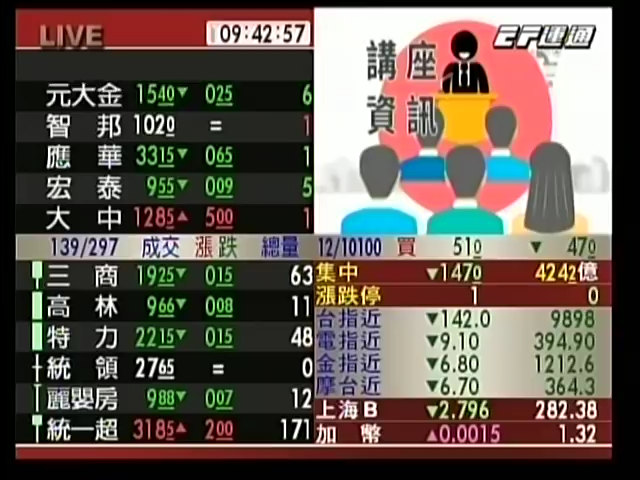 LIVE 09:42:57
元大金 1540▼ 025 6
智邦 1020 = 1
應華 3315▼ 065 1
宏泰 955▼ 009 5
大中 1285▲ 500 1
139/297 成交 漲跌 總量
三商 1925▼ 015 63
高林 966▼ 008 11
特力 2215▼ 015 48
統領 2765 = 0
麗嬰房 988▼ 007 12
統一超 3185▲ 200 171
運通
講座
資訊
12/10100 買 510 ▼ 470
集中 ▼1470 4242億
漲跌停 1 0
台指近 ▼142.0 9898
電指近 ▼9.10 394.90
金指近 ▼6.80 1212.6
摩台近 ▼6.70 364.3
上海B ▼2.796 282.38
加幣 ▲0.0015 1.32